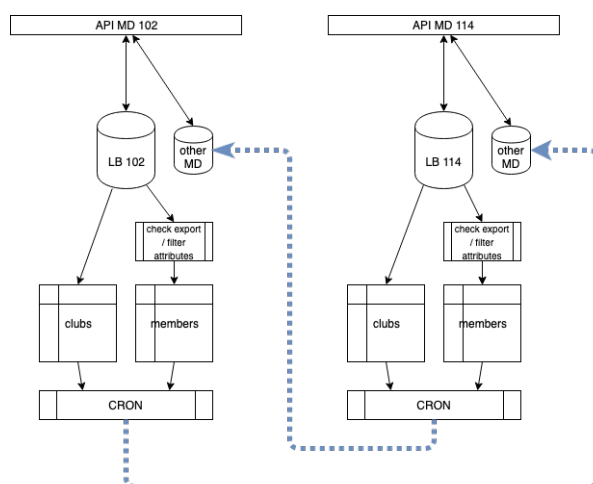 API MD 102
API MD 114
LB 102
other
MD
LB 114
other
MD
check export
/ filter
attributes
check export
/ filter
attributes
clubs
members
clubs
members
CRON
CRON